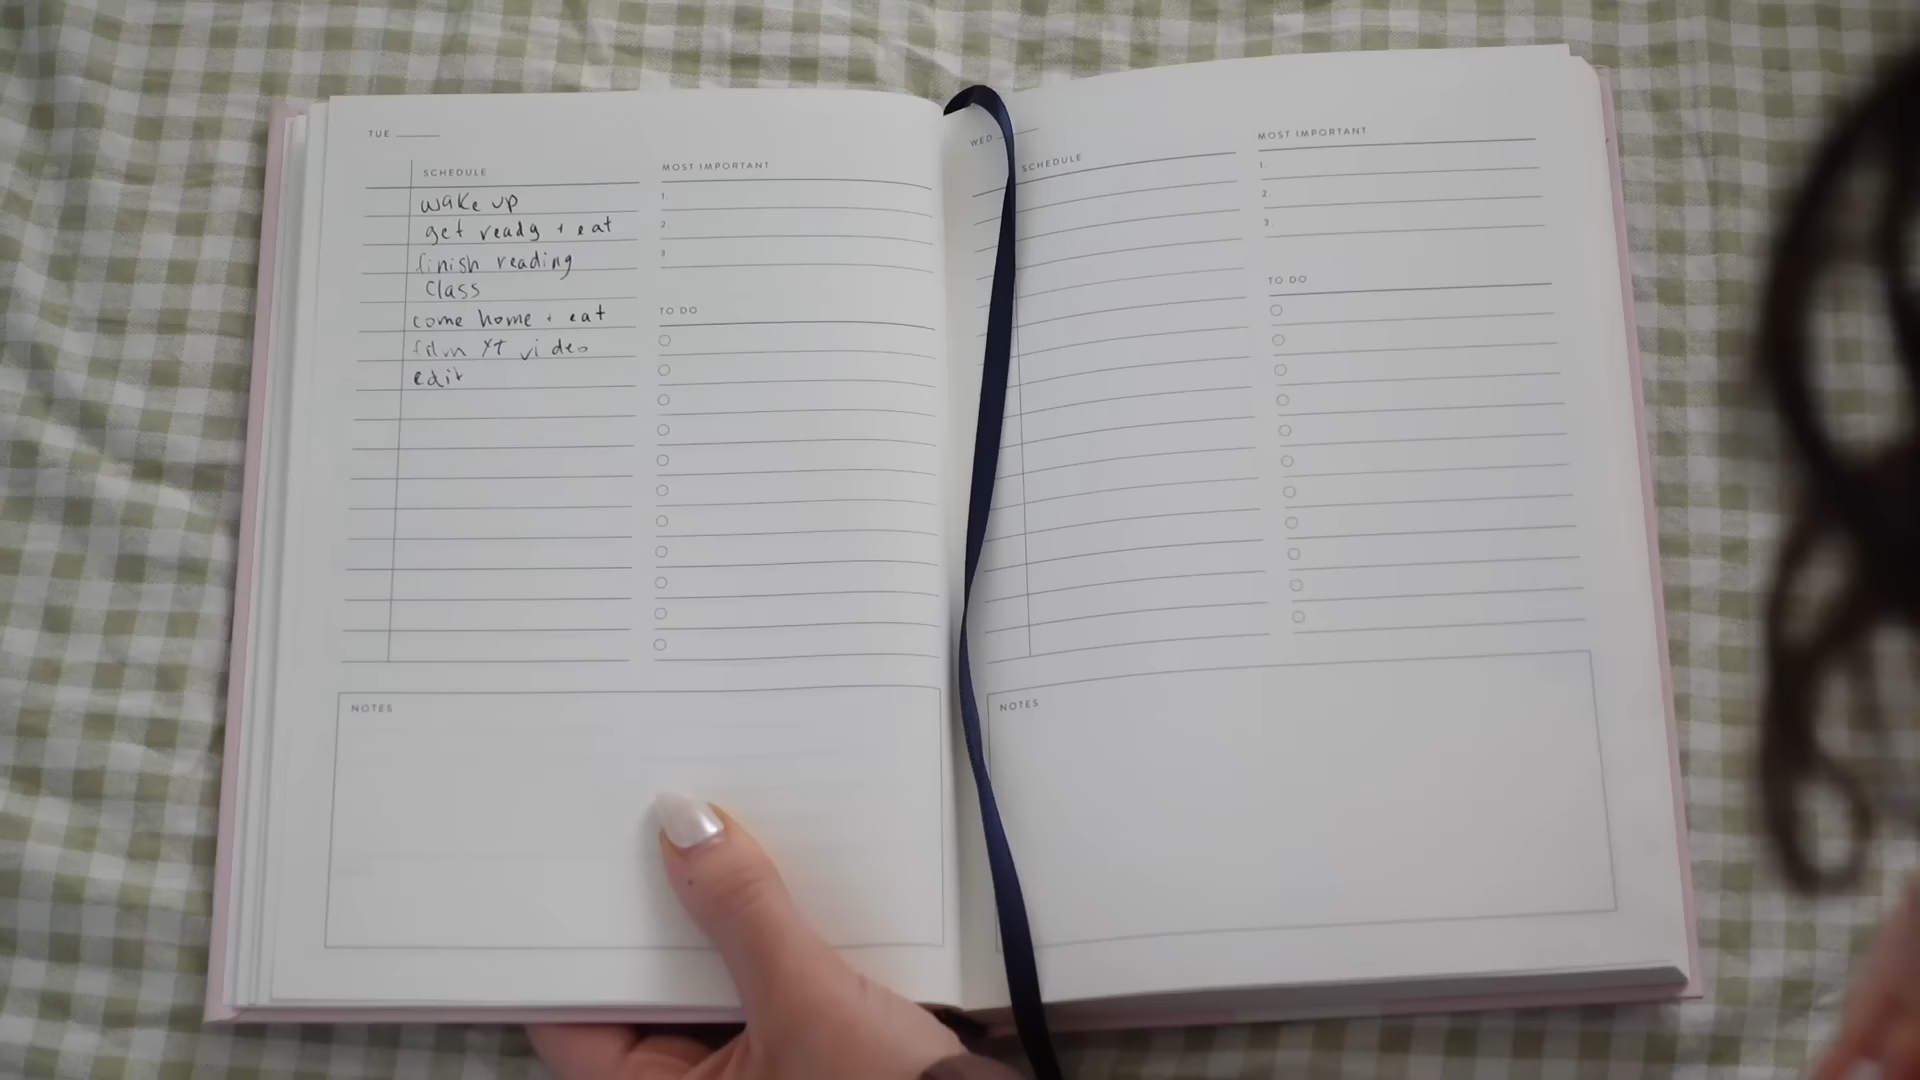 TUE
SCHEDULE
wake up
get ready + eat
finish reading
class
come home + eat
film YT video
edit
MOST IMPORTANT
1.
2.
3
TO DO
NOTES
WED
SCHEDULE
MOST IMPORTANT
1.
2.
3.
TO DO
NOTES